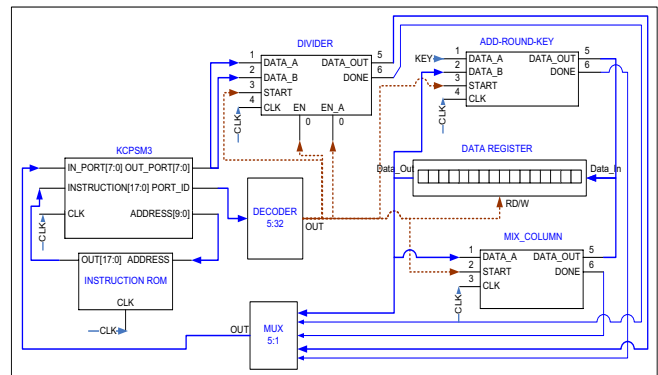 DIVIDER
1 DATA_A DATA_OUT 5
2 DATA_B DONE 6
3 START
4 CLK EN EN_A
0 0
CLK
ADD-ROUND-KEY
KEY 1 DATA_A DATA_OUT 5
2 DATA_B DONE 6
3 START
4 CLK
CLK
KCPSM3
IN_PORT[7:0] OUT_PORT[7:0]
INSTRUCTION[17:0] PORT_ID
CLK ADDRESS[9:0]
CLK
DATA REGISTER
Data_Out Data_In
RD/W
DECODER
5:32
OUT
OUT[17:0] ADDRESS
INSTRUCTION ROM
CLK
CLK
MIX_COLUMN
1 DATA_A DATA_OUT 5
2 START DONE 6
3 CLK
CLK
OUT
MUX
5:1